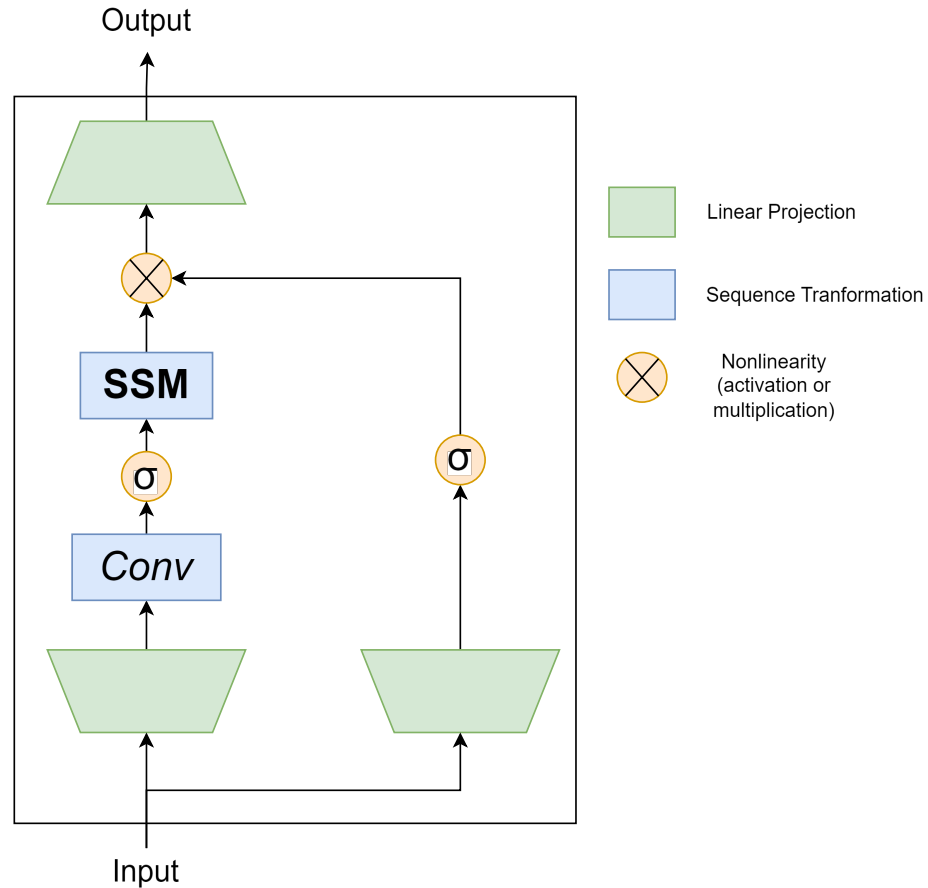 Output
Linear Projection
Sequence Tranformation
Nonlinearity
(activation or
multiplication)
SSM
σ
σ
Conv
Input